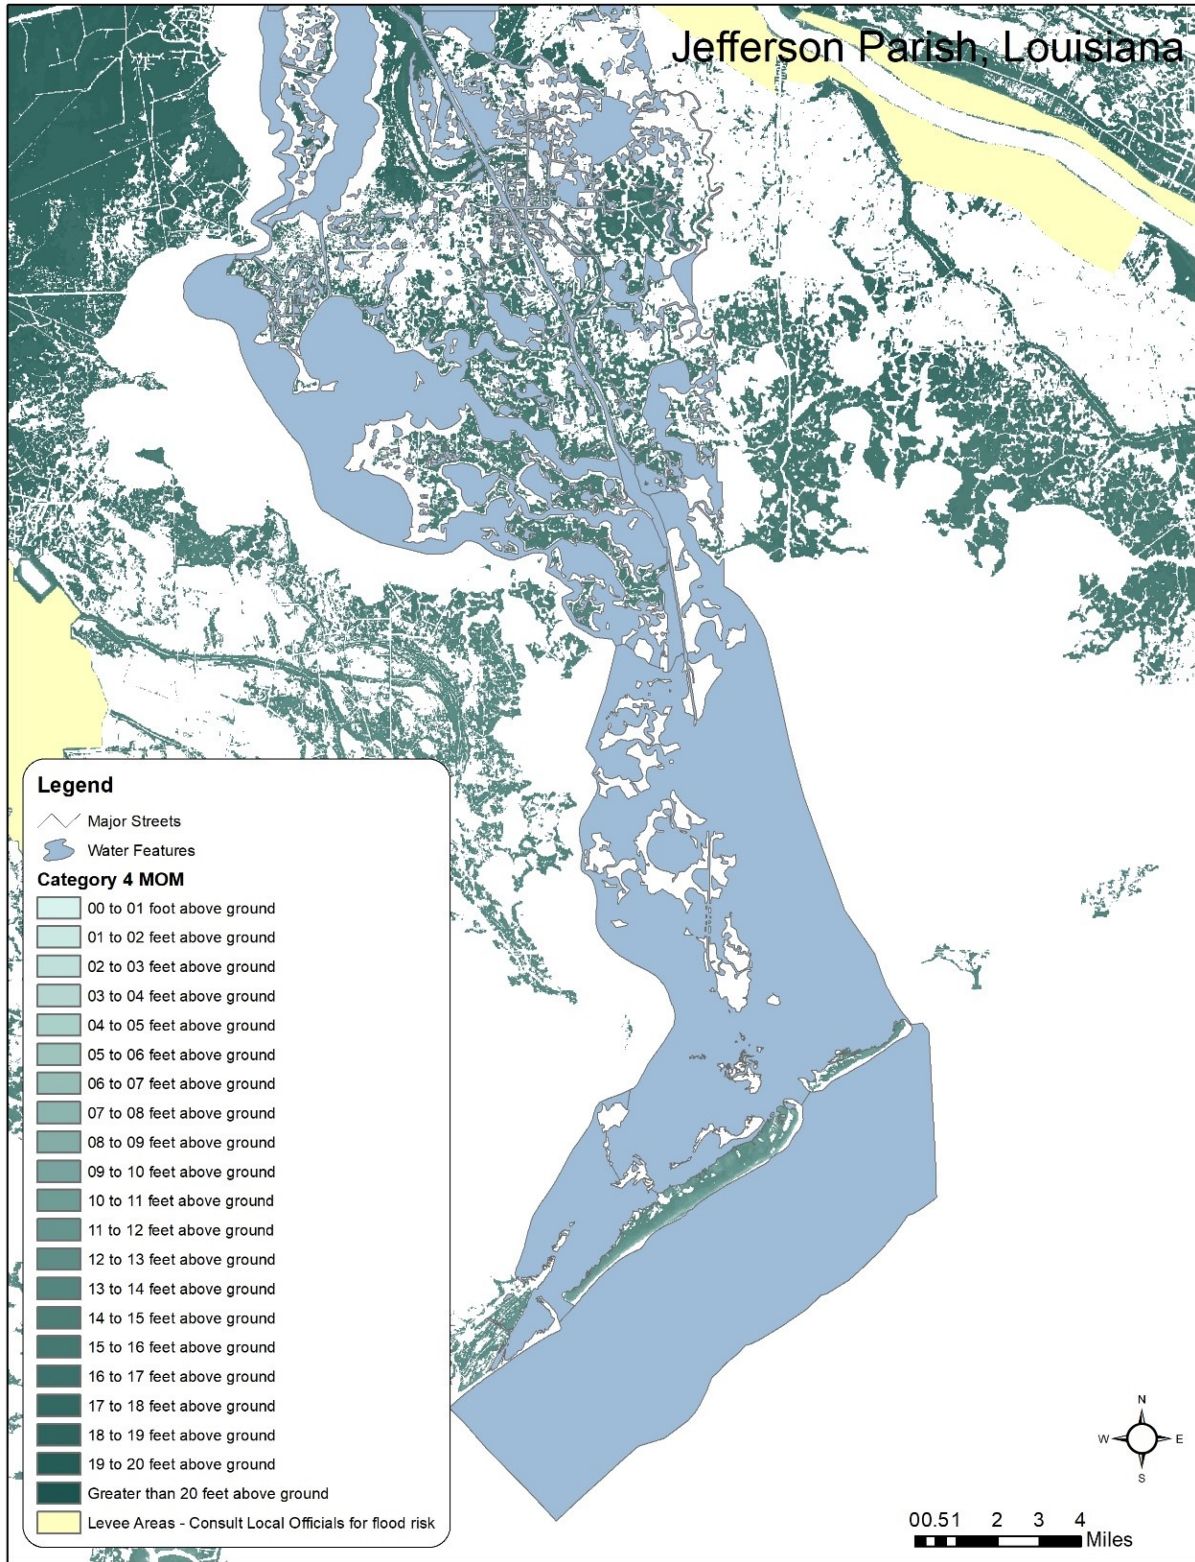 Jefferson Parish, Louisiana
Legend
Major Streets
Water Features
Category 4 MOM
00 to 01 foot above ground
01 to 02 feet above ground
02 to 03 feet above ground
03 to 04 feet above ground
04 to 05 feet above ground
05 to 06 feet above ground
06 to 07 feet above ground
07 to 08 feet above ground
08 to 09 feet above ground
09 to 10 feet above ground
10 to 11 feet above ground
11 to 12 feet above ground
12 to 13 feet above ground
13 to 14 feet above ground
14 to 15 feet above ground
15 to 16 feet above ground
16 to 17 feet above ground
17 to 18 feet above ground
18 to 19 feet above ground
19 to 20 feet above ground
Greater than 20 feet above ground
Levee Areas - Consult Local Officials for flood risk
N
W E
S
00.51 2 3 4
Miles